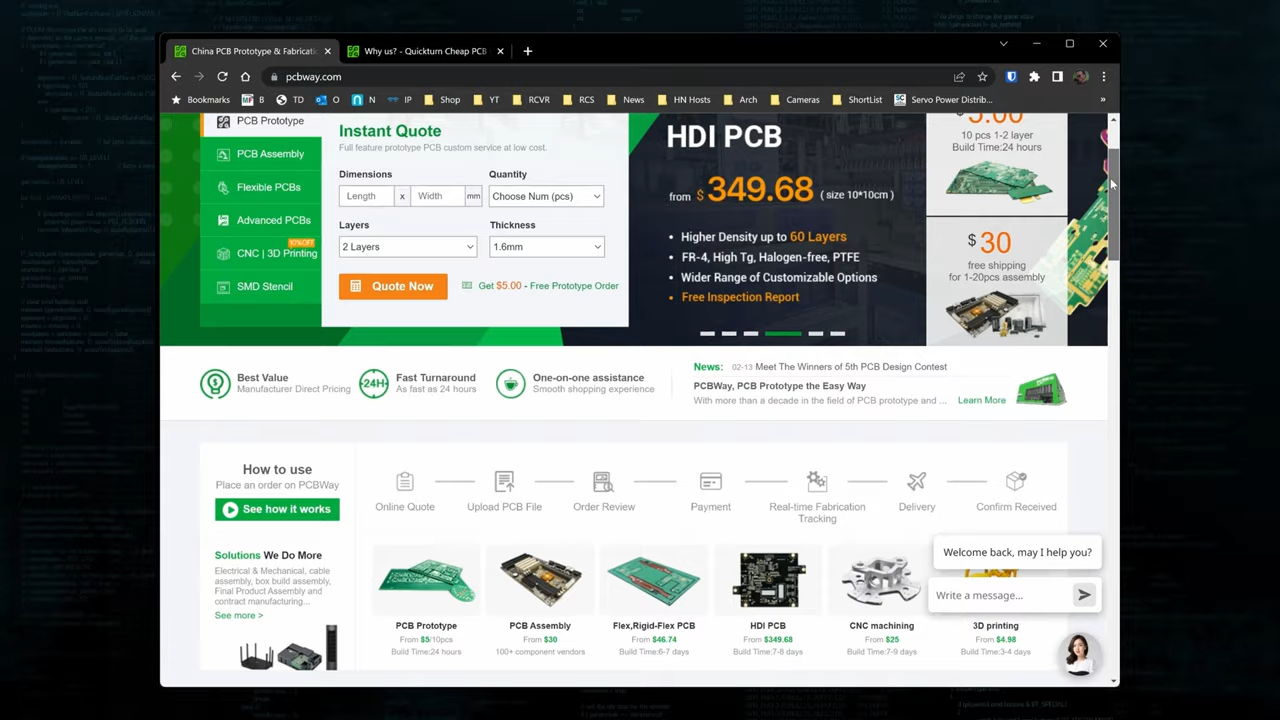 China PCB Prototype & Fabricatio
Why us? - Quickturn Cheap PCB
pcbway.com
Bookmarks
B
TD
O
N
IP
Shop
YT
RCVR
RCS
News
HN Hosts
Arch
Cameras
ShortList
Servo Power Distrib...
»
PCB Prototype
PCB Assembly
Flexible PCBs
Advanced PCBs
10%OFF
CNC | 3D Printing
SMD Stencil
Instant Quote
Full feature prototype PCB custom service at low cost.
Dimensions
Quantity
Length
x
Width
mm
Choose Num (pcs)
Layers
Thickness
2 Layers
1.6mm
Quote Now
Get $5.00 - Free Prototype Order
HDI PCB
from $349.68 ( size 10*10cm )
• Higher Density up to 60 Layers
• FR-4, High Tg, Halogen-free, PTFE
• Wider Range of Customizable Options
• Free Inspection Report
$5.00
10 pcs 1-2 layer
Build Time:24 hours
$30
free shipping
for 1-20pcs assembly
Best Value
Manufacturer Direct Pricing
24H
Fast Turnaround
As fast as 24 hours
One-on-one assistance
Smooth shopping experience
News: 02-13 Meet The Winners of 5th PCB Design Contest
PCBWay, PCB Prototype the Easy Way
With more than a decade in the field of PCB prototype and ... Learn More
How to use
Place an order on PCBWay
See how it works
Online Quote
Upload PCB File
Order Review
Payment
Real-time Fabrication
Tracking
Delivery
Confirm Received
Solutions We Do More
Electrical & Mechanical, cable
assembly, box build assembly,
Final Product Assembly and
contract manufacturing...
See more >
PCB Prototype
From $5/10pcs
Build Time:24 hours
PCB Assembly
From $30
100+ component vendors
Flex,Rigid-Flex PCB
From $46.74
Build Time:6-7 days
HDI PCB
From $349.68
Build Time:7-8 days
CNC machining
From $25
Build Time:7-9 days
3D printing
From $4.98
Build Time:3-4 days
Welcome back, may I help you?
Write a message...